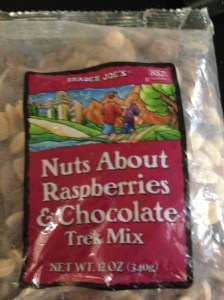 TRADER JOE'S
Nuts About
Raspberries
& Chocolate
Trek Mix
NET WT. 12 OZ (340g)